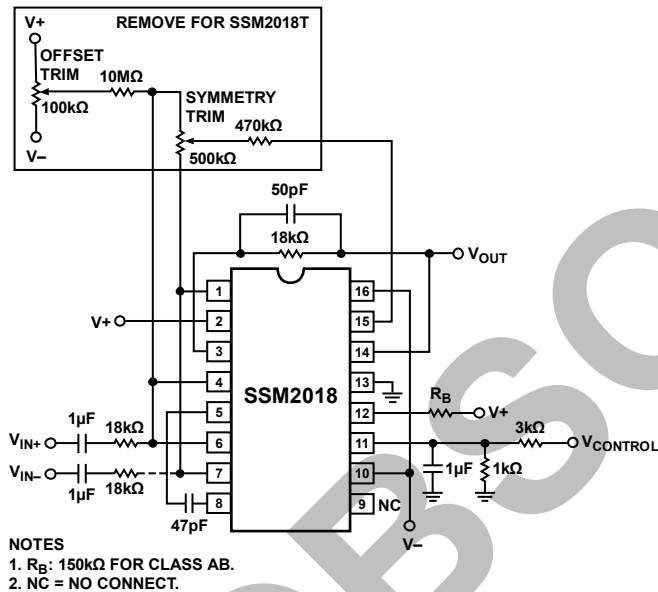 V+
REMOVE FOR SSM2018T
OFFSET
TRIM
10MΩ
100kΩ
SYMMETRY
TRIM
470kΩ
500kΩ
V–
50pF
18kΩ
VOUT
1
16
V+
2
15
3
14
4
SSM2018
13
5
12
RB
V+
VIN+
1µF
18kΩ
6
11
3kΩ
VCONTROL
VIN–
1µF
18kΩ
7
10
1µF
1kΩ
8
9
NC
47pF
V–
NOTES
1. RB: 150kΩ FOR CLASS AB.
2. NC = NO CONNECT.
OBSO